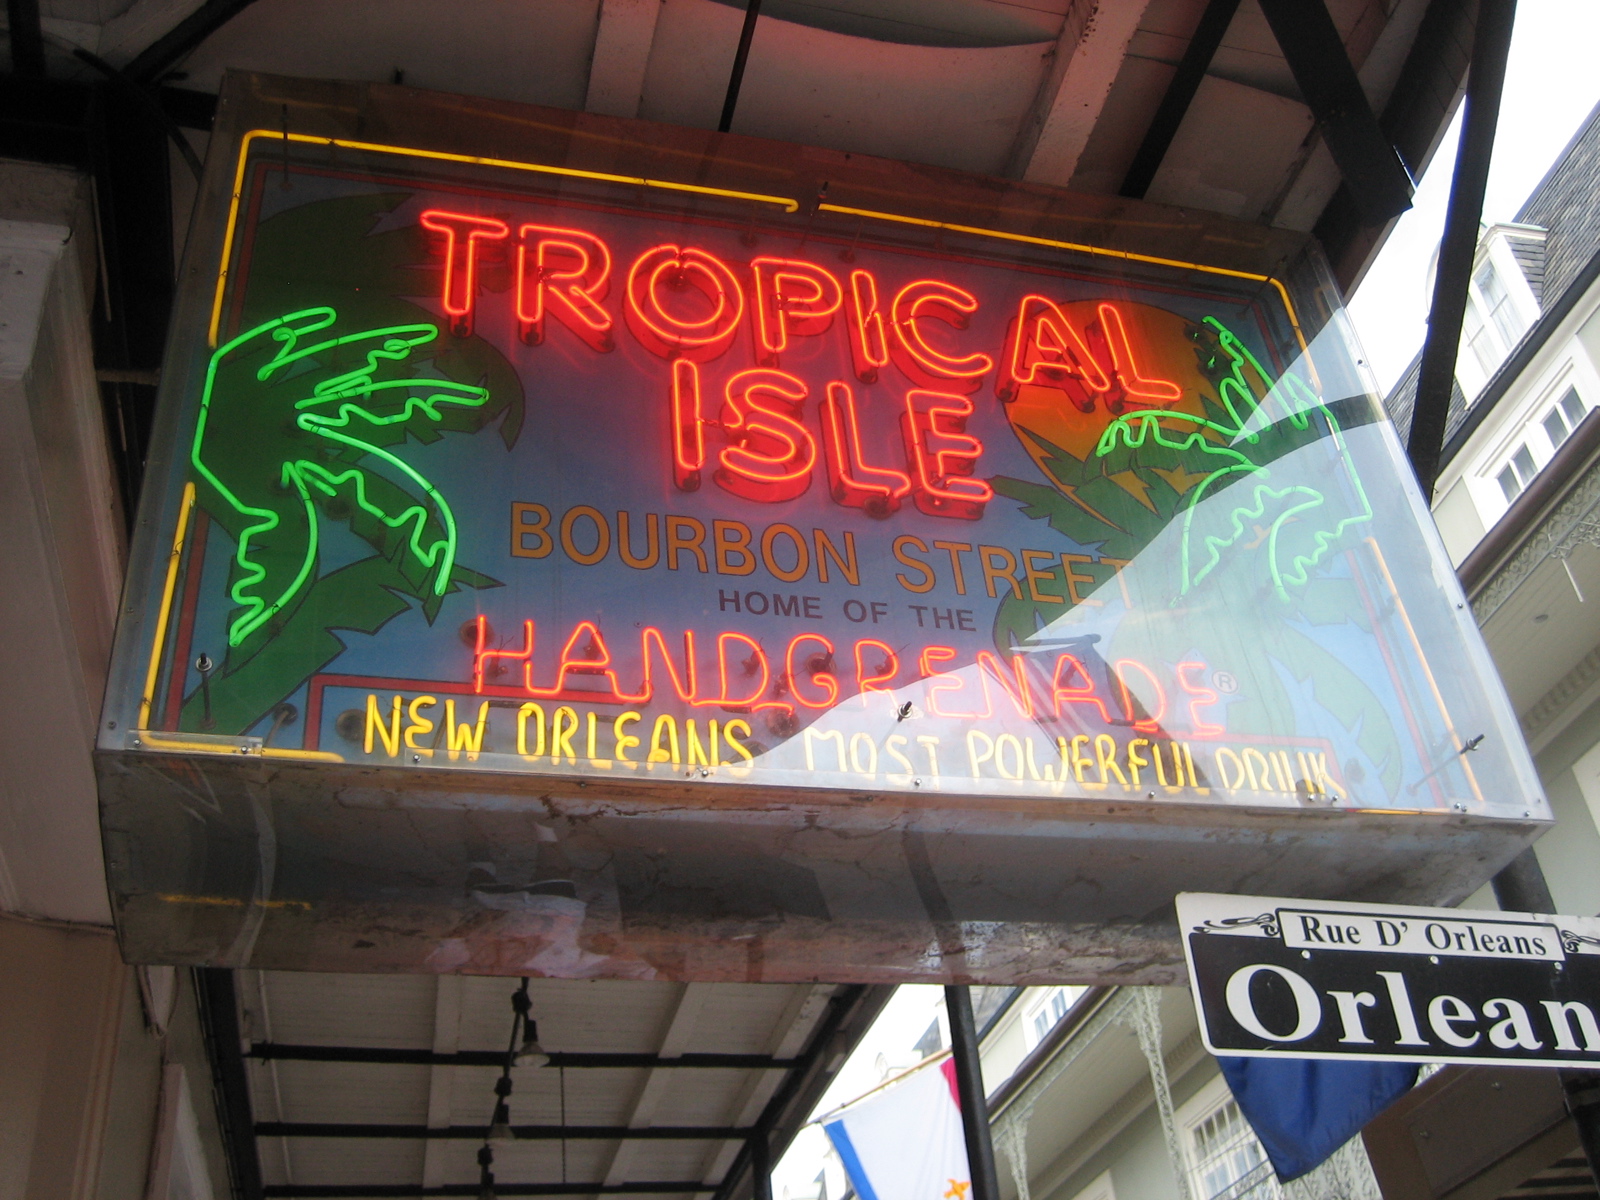 TROPICAL
ISLE
BOURBON STREET
HOME OF THE
HANDGRENADE®
NEW ORLEANS MOST POWERFUL DRINK
Rue D' Orleans
Orlean